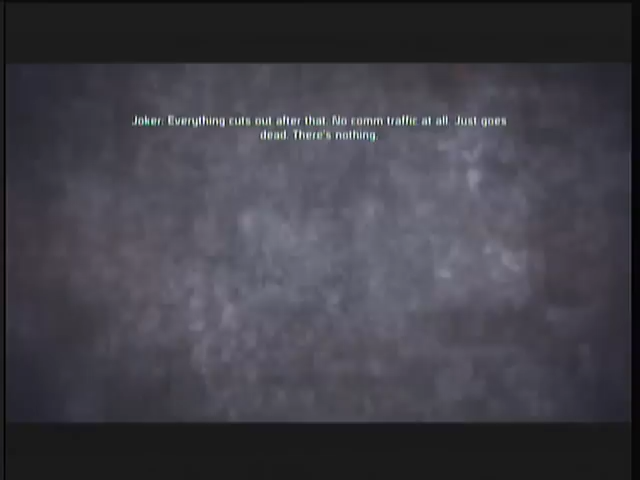 Joker: Everything cuts out after that. No comm traffic at all. Just goes
dead. There's nothing.